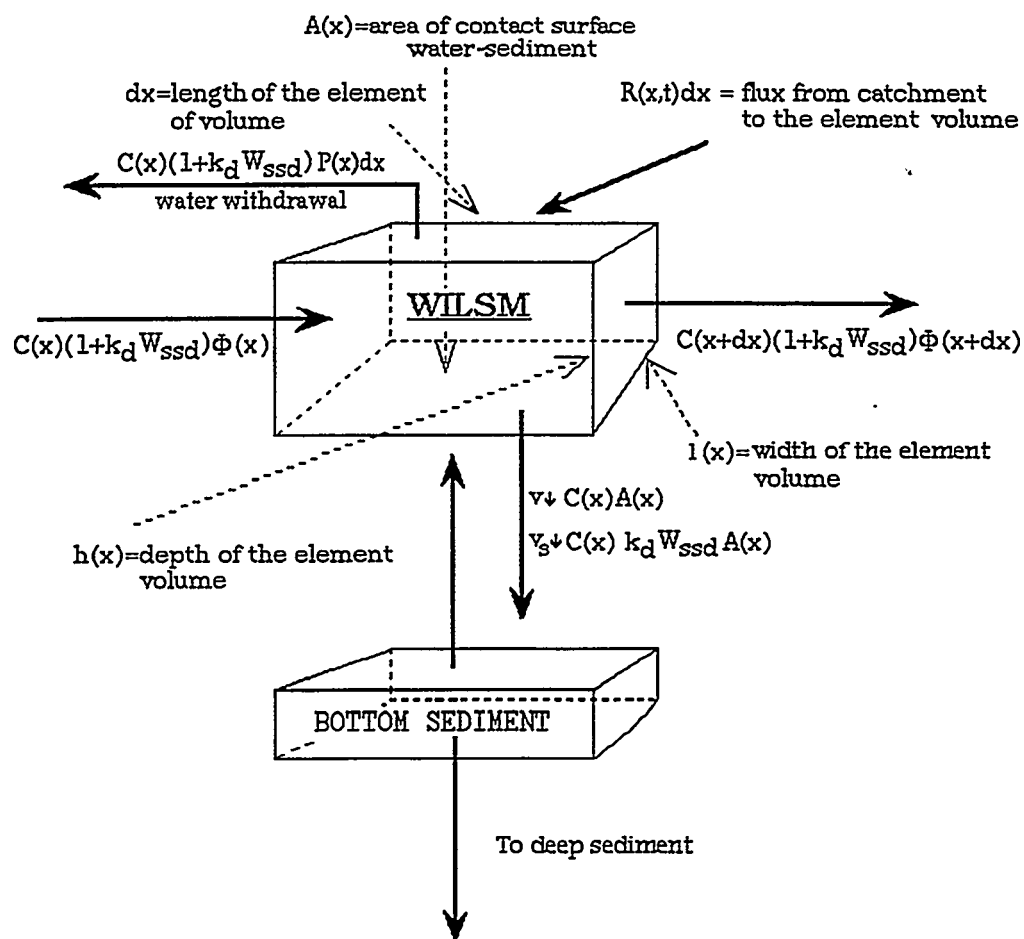 A(x)=area of contact surface
water-sediment
dx=length of the element
of volume
R(x,t)dx = flux from catchment
to the element volume
C(x)(1+k_d W_ssd) P(x)dx
water withdrawal
WILSM
C(x)(1+k_d W_ssd)Φ(x)
C(x+dx)(1+k_d W_ssd)Φ(x+dx)
l(x)=width of the element
volume
v↓ C(x)A(x)
v_s↓ C(x) k_d W_ssd A(x)
h(x)=depth of the element
volume
BOTTOM SEDIMENT
To deep sediment